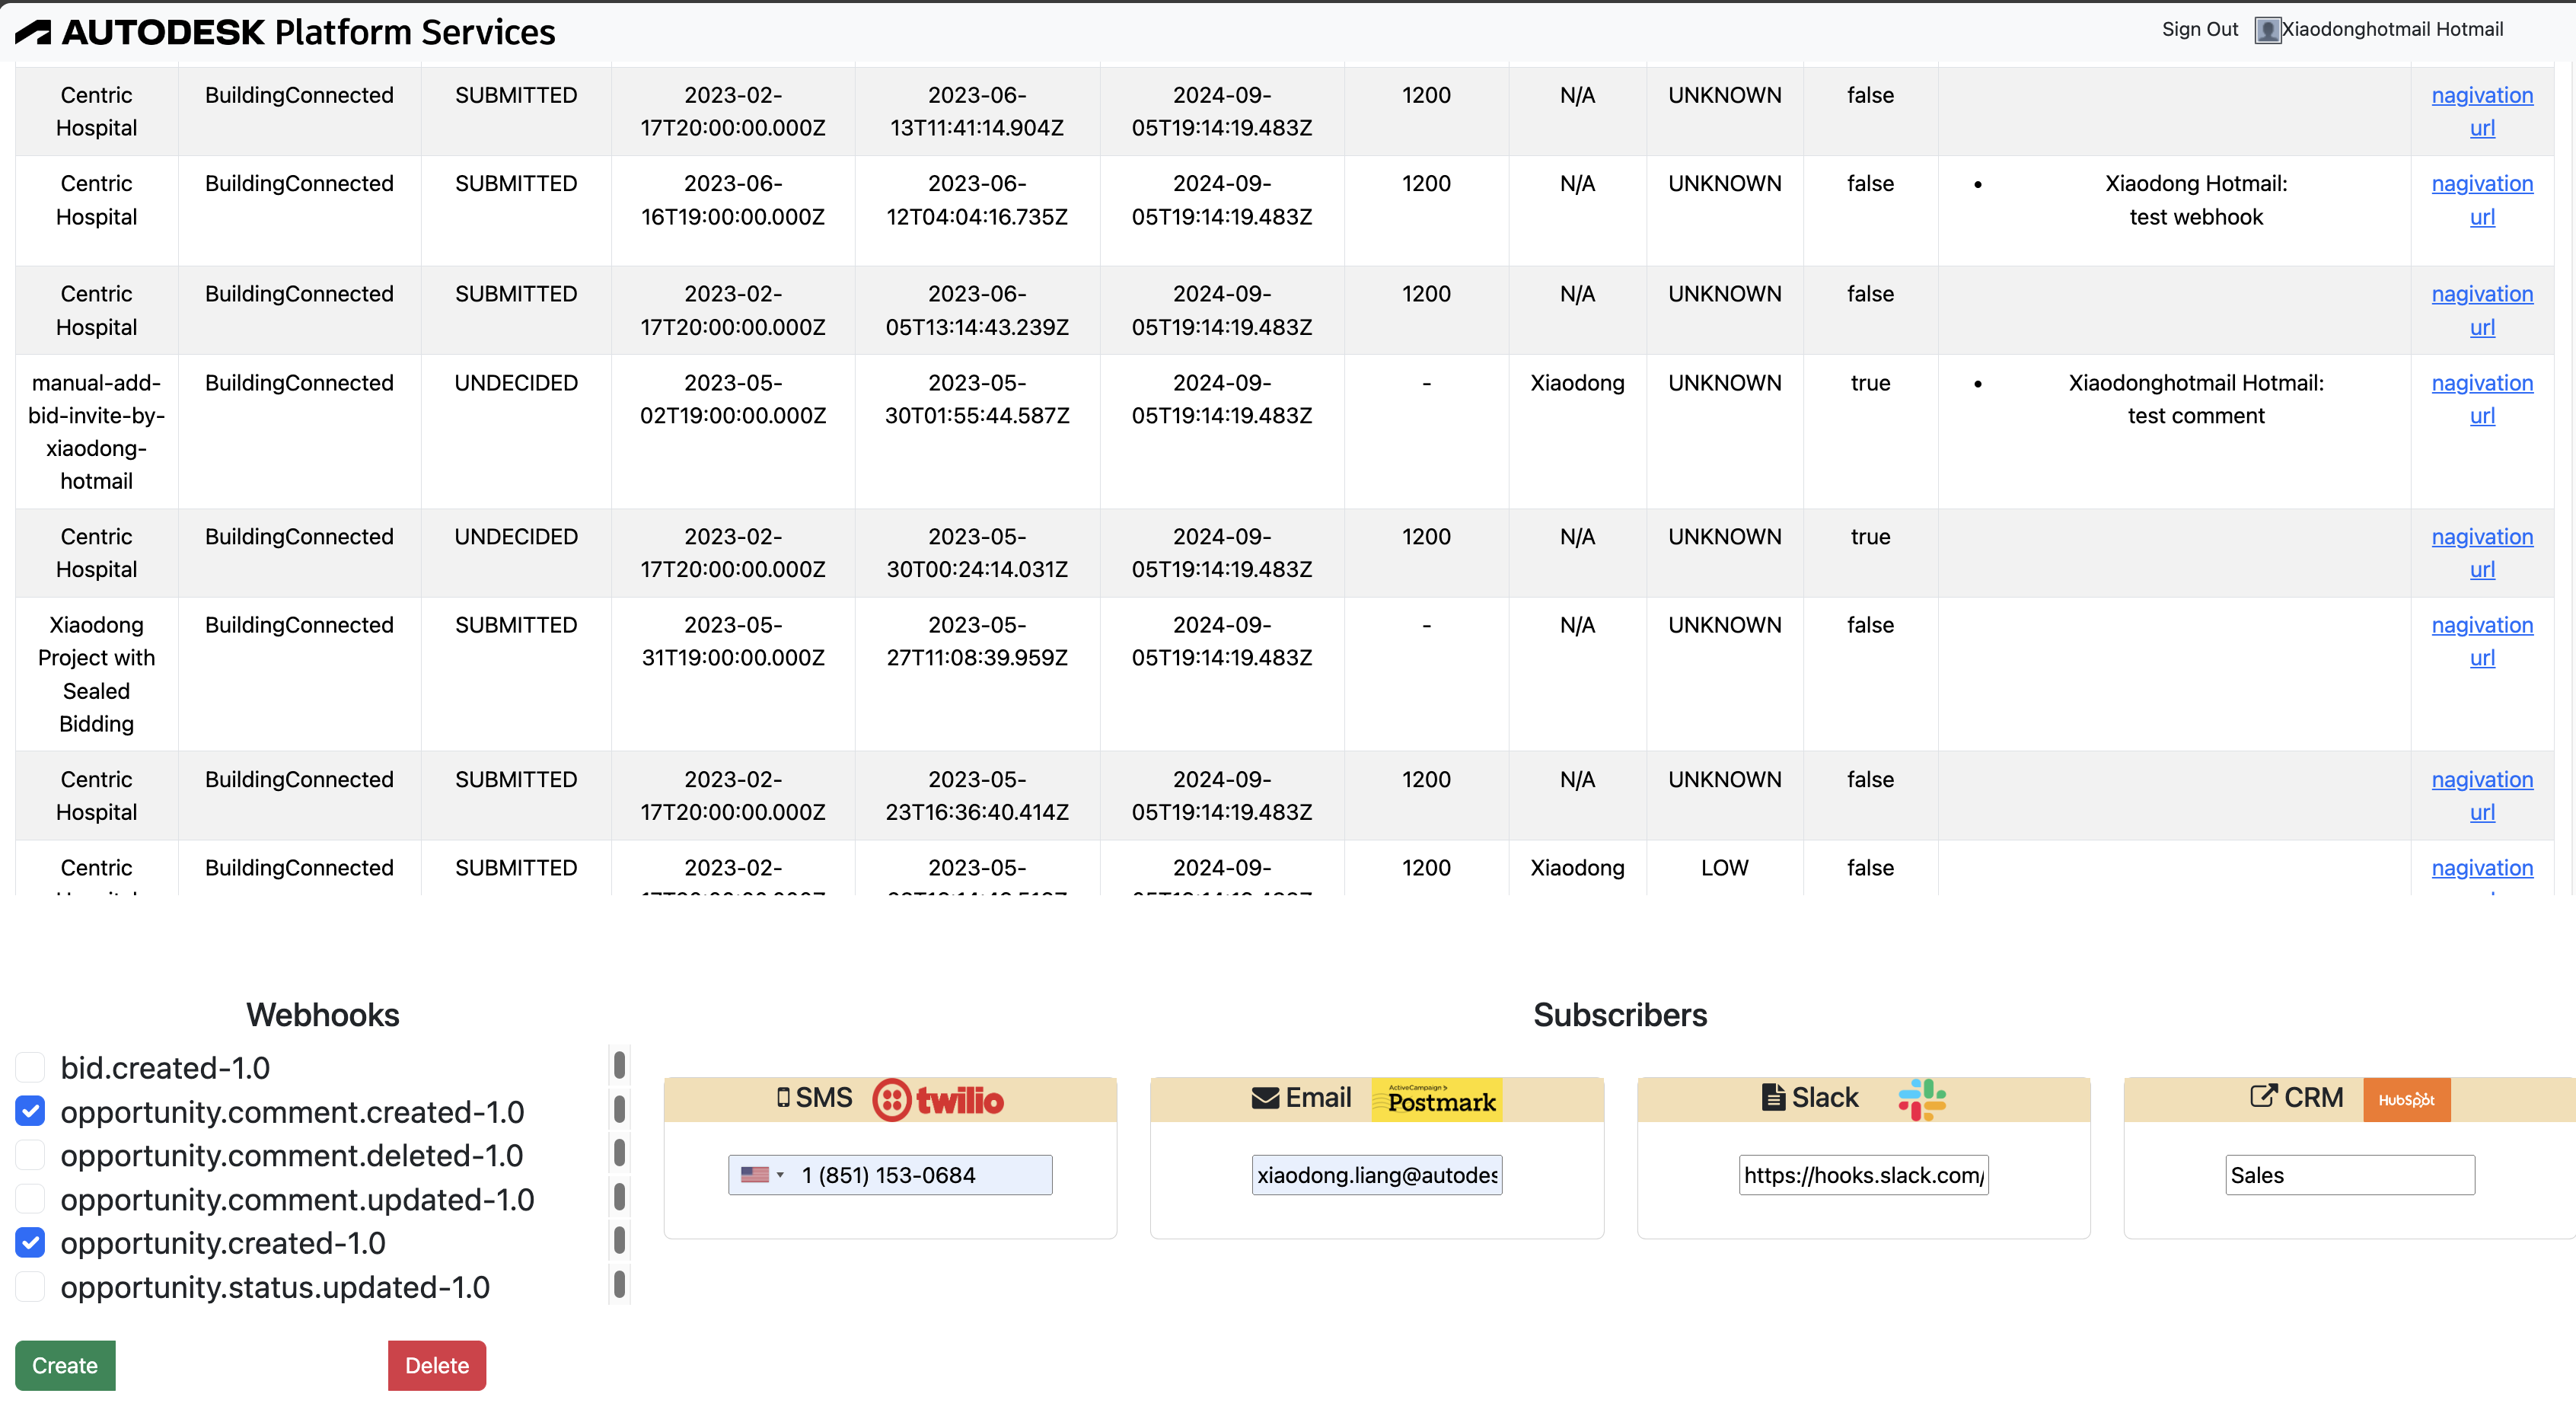 AUTODESK Platform Services
Sign Out Xiaodonghotmail Hotmail
Centric BuildingConnected SUBMITTED 2023-02- 2023-06- 2024-09- 1200 N/A UNKNOWN false nagivation
Hospital 17T20:00:00.000Z 13T11:41:14.904Z 05T19:14:19.483Z url
Centric BuildingConnected SUBMITTED 2023-06- 2023-06- 2024-09- 1200 N/A UNKNOWN false • Xiaodong Hotmail: nagivation
Hospital 16T19:00:00.000Z 12T04:04:16.735Z 05T19:14:19.483Z test webhook url
Centric BuildingConnected SUBMITTED 2023-02- 2023-06- 2024-09- 1200 N/A UNKNOWN false nagivation
Hospital 17T20:00:00.000Z 05T13:14:43.239Z 05T19:14:19.483Z url
manual-add- BuildingConnected UNDECIDED 2023-05- 2023-05- 2024-09- - Xiaodong UNKNOWN true • Xiaodonghotmail Hotmail: nagivation
bid-invite-by- 02T19:00:00.000Z 30T01:55:44.587Z 05T19:14:19.483Z test comment url
xiaodong-
hotmail
Centric BuildingConnected UNDECIDED 2023-02- 2023-05- 2024-09- 1200 N/A UNKNOWN true nagivation
Hospital 17T20:00:00.000Z 30T00:24:14.031Z 05T19:14:19.483Z url
Xiaodong BuildingConnected SUBMITTED 2023-05- 2023-05- 2024-09- - N/A UNKNOWN false nagivation
Project with 31T19:00:00.000Z 27T11:08:39.959Z 05T19:14:19.483Z url
Sealed
Bidding
Centric BuildingConnected SUBMITTED 2023-02- 2023-05- 2024-09- 1200 N/A UNKNOWN false nagivation
Hospital 17T20:00:00.000Z 23T16:36:40.414Z 05T19:14:19.483Z url
Centric BuildingConnected SUBMITTED 2023-02- 2023-05- 2024-09- 1200 Xiaodong LOW false nagivation
Webhooks
bid.created-1.0
opportunity.comment.created-1.0
opportunity.comment.deleted-1.0
opportunity.comment.updated-1.0
opportunity.created-1.0
opportunity.status.updated-1.0
Create Delete
Subscribers
SMS twilio
1 (851) 153-0684
Email ActiveCampaign > Postmark
xiaodong.liang@autodes
Slack
https://hooks.slack.com/
CRM HubSpot
Sales